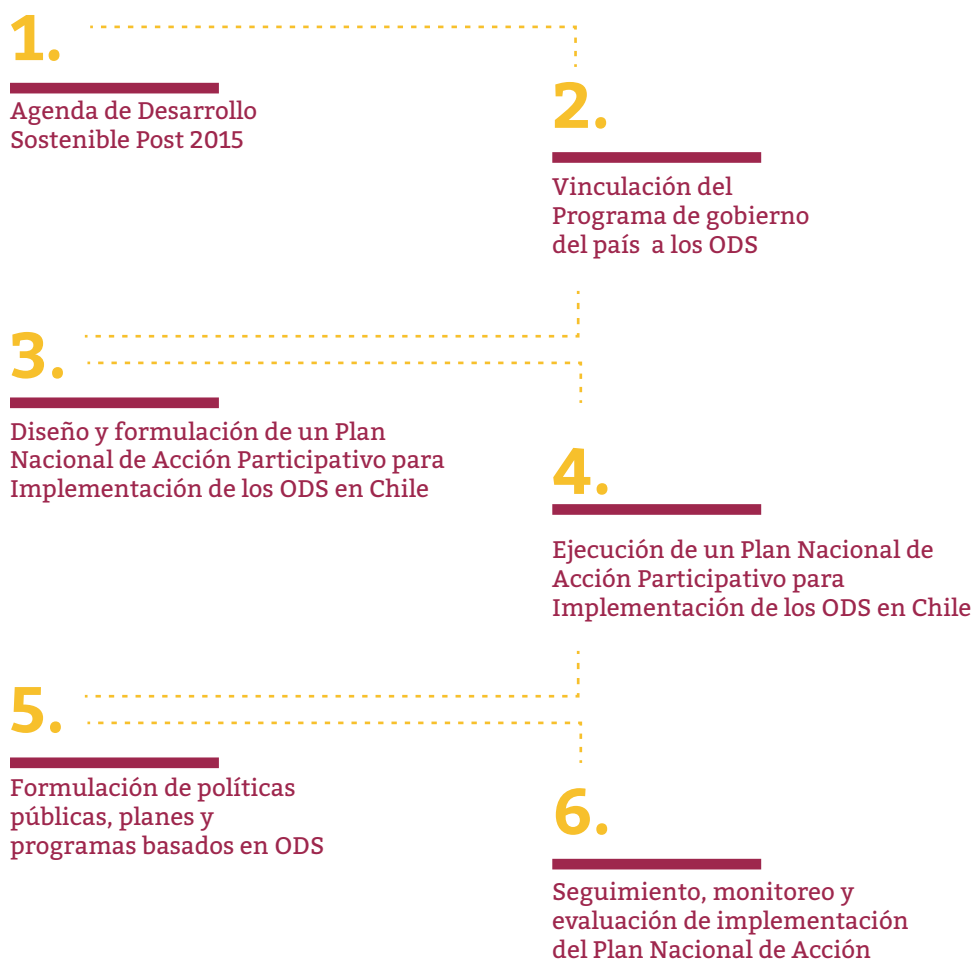 1.
Agenda de Desarrollo
Sostenible Post 2015
2.
Vinculación del
Programa de gobierno
del país  a los ODS
3.
Diseño y formulación de un Plan
Nacional de Acción Participativo para
Implementación de los ODS en Chile
4.
Ejecución de un Plan Nacional de
Acción Participativo para
Implementación de los ODS en Chile
5.
Formulación de políticas
públicas, planes y
programas basados en ODS
6.
Seguimiento, monitoreo y
evaluación de implementación
del Plan Nacional de Acción